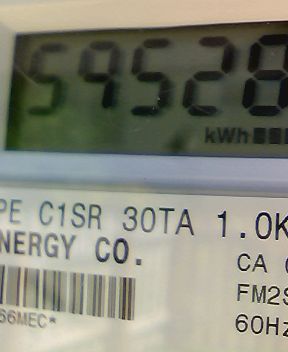 59528
kWh
PE C1SR 30TA 1.0K
NERGY CO.
CA
FM2S
66MEC*
60Hz